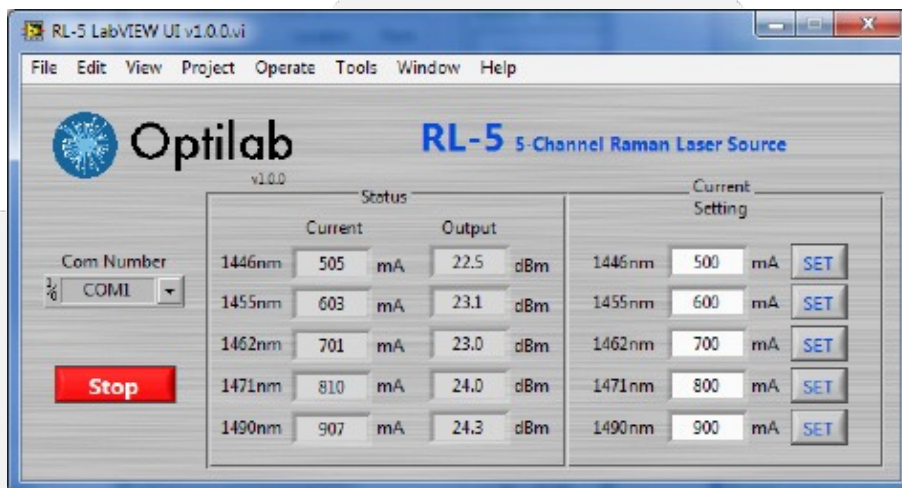 RL-5 LabVIEW UI v1.0.0.vi
File Edit View Project Operate Tools Window Help
Optilab
v1.0.0
RL-5 5-Channel Raman Laser Source
Status
Current Output
Current Setting
Com Number
COM1
Stop
1446nm 505 mA 22.5 dBm 1446nm 500 mA SET
1455nm 603 mA 23.1 dBm 1455nm 600 mA SET
1462nm 701 mA 23.0 dBm 1462nm 700 mA SET
1471nm 810 mA 24.0 dBm 1471nm 800 mA SET
1490nm 907 mA 24.3 dBm 1490nm 900 mA SET